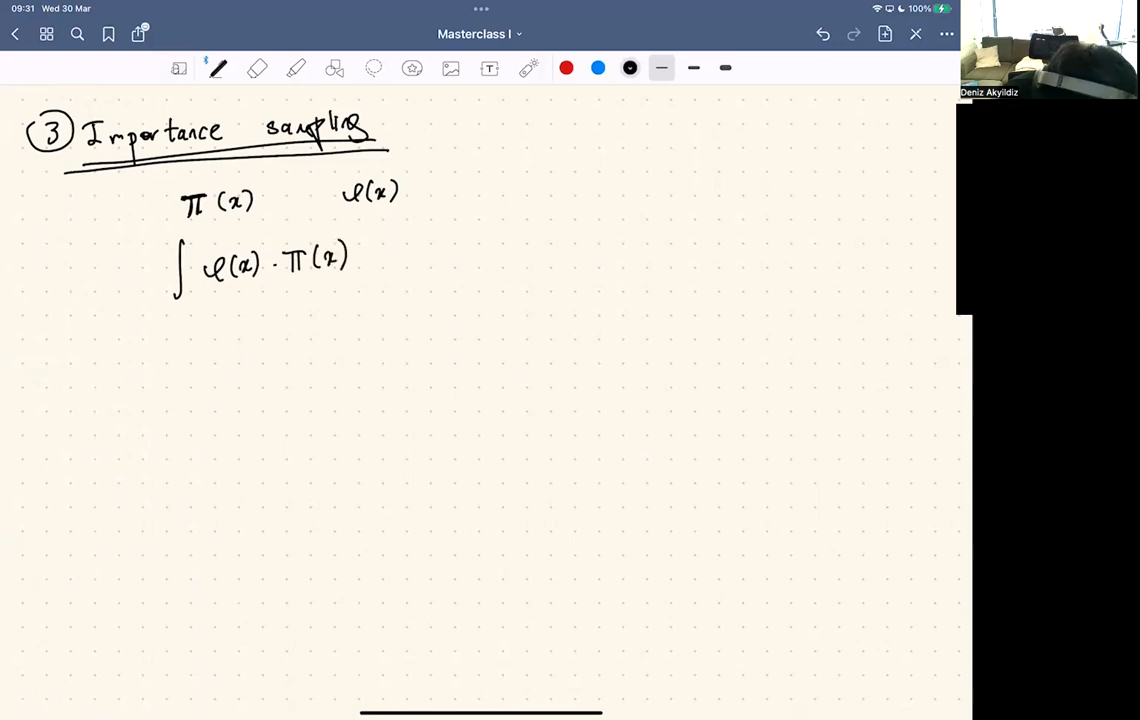 09:31 Wed 30 Mar
100%
Masterclass I
T
Deniz Akyildiz
③ Importance sampling
π(x) φ(x)
∫ φ(x) · π(x)